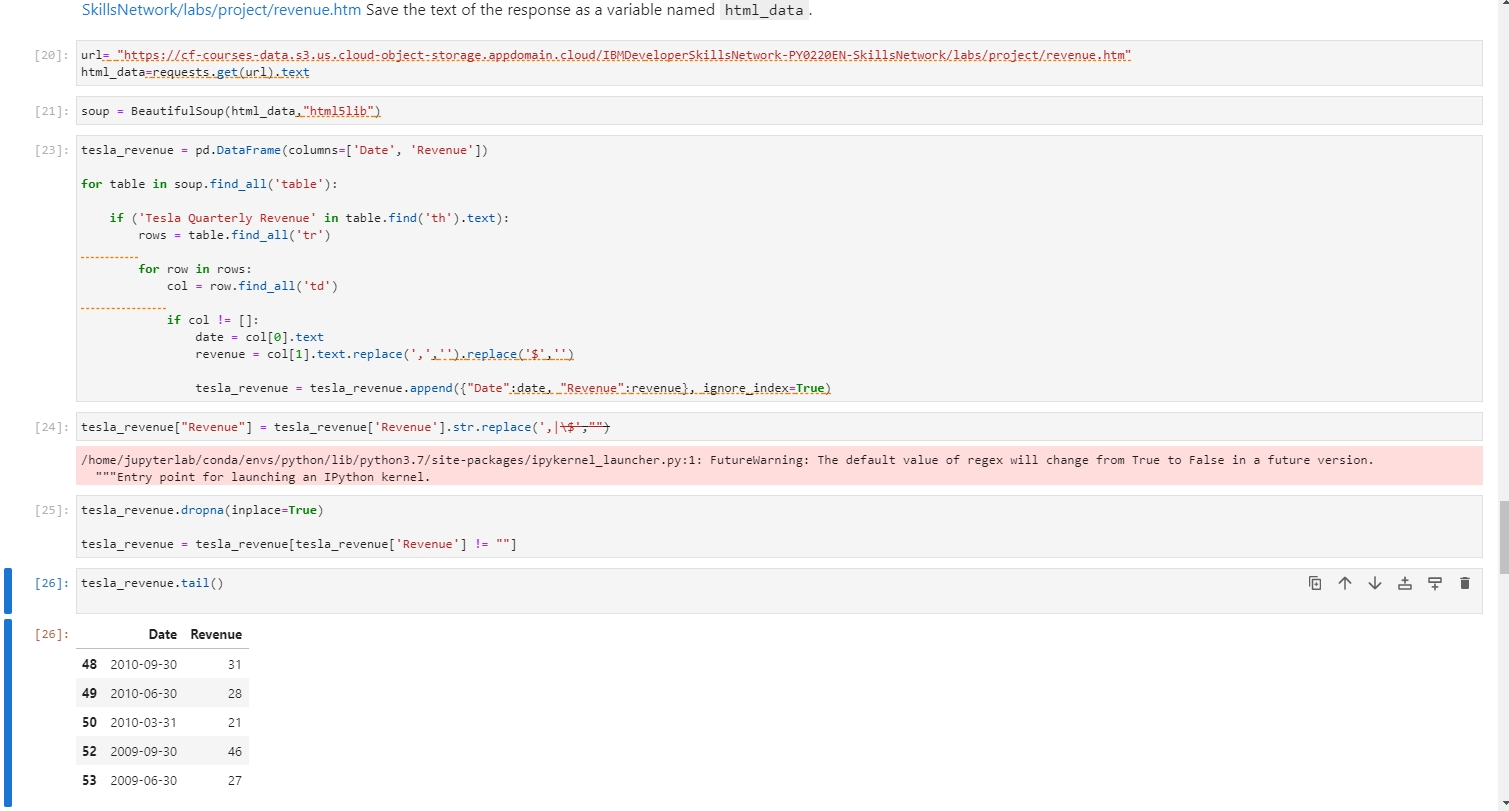 SkillsNetwork/labs/project/revenue.htm Save the text of the response as a variable named html_data.
[20]: url= "https://cf-courses-data.s3.us.cloud-object-storage.appdomain.cloud/IBMDeveloperSkillsNetwork-PY0220EN-SkillsNetwork/labs/project/revenue.htm"
html_data=requests.get(url).text
[21]: soup = BeautifulSoup(html_data,"html5lib")
[23]: tesla_revenue = pd.DataFrame(columns=['Date', 'Revenue'])
for table in soup.find_all('table'):
    if ('Tesla Quarterly Revenue' in table.find('th').text):
        rows = table.find_all('tr')
        for row in rows:
            col = row.find_all('td')
            if col != []:
                date = col[0].text
                revenue = col[1].text.replace(',','').replace('$','')
                tesla_revenue = tesla_revenue.append({"Date":date, "Revenue":revenue}, ignore_index=True)
[24]: tesla_revenue["Revenue"] = tesla_revenue['Revenue'].str.replace(',|\$',"")
/home/jupyterlab/conda/envs/python/lib/python3.7/site-packages/ipykernel_launcher.py:1: FutureWarning: The default value of regex will change from True to False in a future version.
  """Entry point for launching an IPython kernel.
[25]: tesla_revenue.dropna(inplace=True)
tesla_revenue = tesla_revenue[tesla_revenue['Revenue'] != ""]
[26]: tesla_revenue.tail()
[26]: Date Revenue
48 2010-09-30 31
49 2010-06-30 28
50 2010-03-31 21
52 2009-09-30 46
53 2009-06-30 27